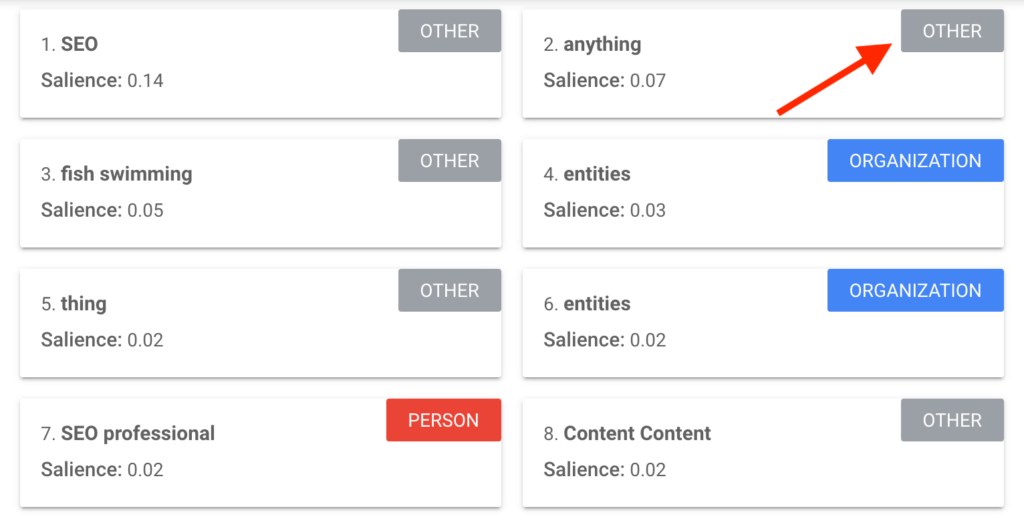 OTHER
1. SEO
Salience: 0.14
OTHER
2. anything
Salience: 0.07
OTHER
3. fish swimming
Salience: 0.05
ORGANIZATION
4. entities
Salience: 0.03
OTHER
5. thing
Salience: 0.02
ORGANIZATION
6. entities
Salience: 0.02
PERSON
7. SEO professional
Salience: 0.02
OTHER
8. Content Content
Salience: 0.02